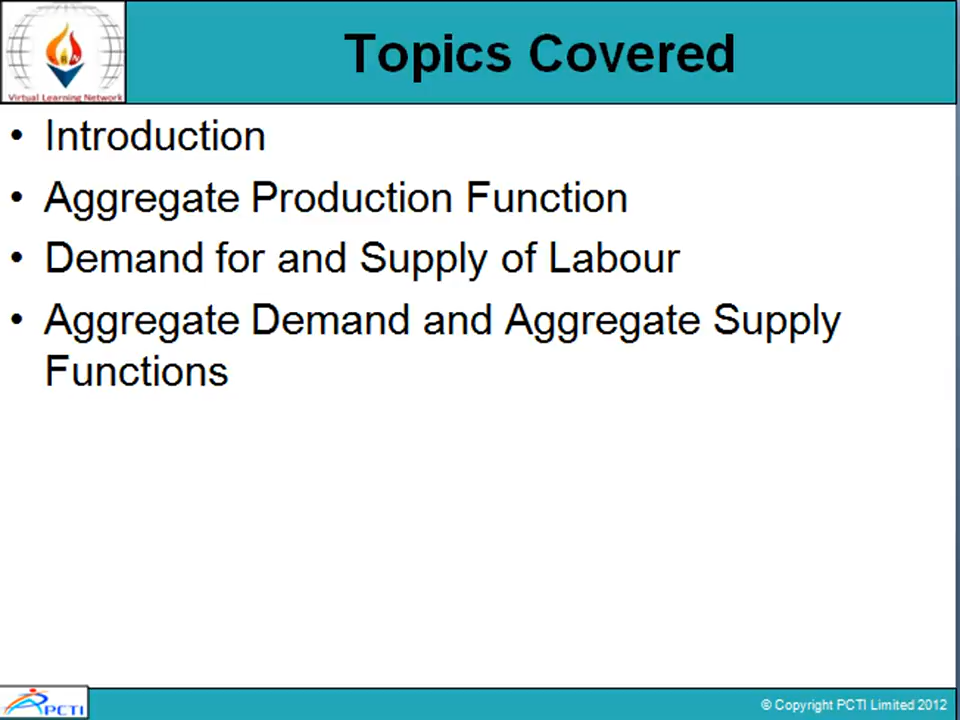 Topics Covered
Virtual Learning Network
• Introduction
• Aggregate Production Function
• Demand for and Supply of Labour
• Aggregate Demand and Aggregate Supply
Functions
PCTI
© Copyright PCTI Limited 2012